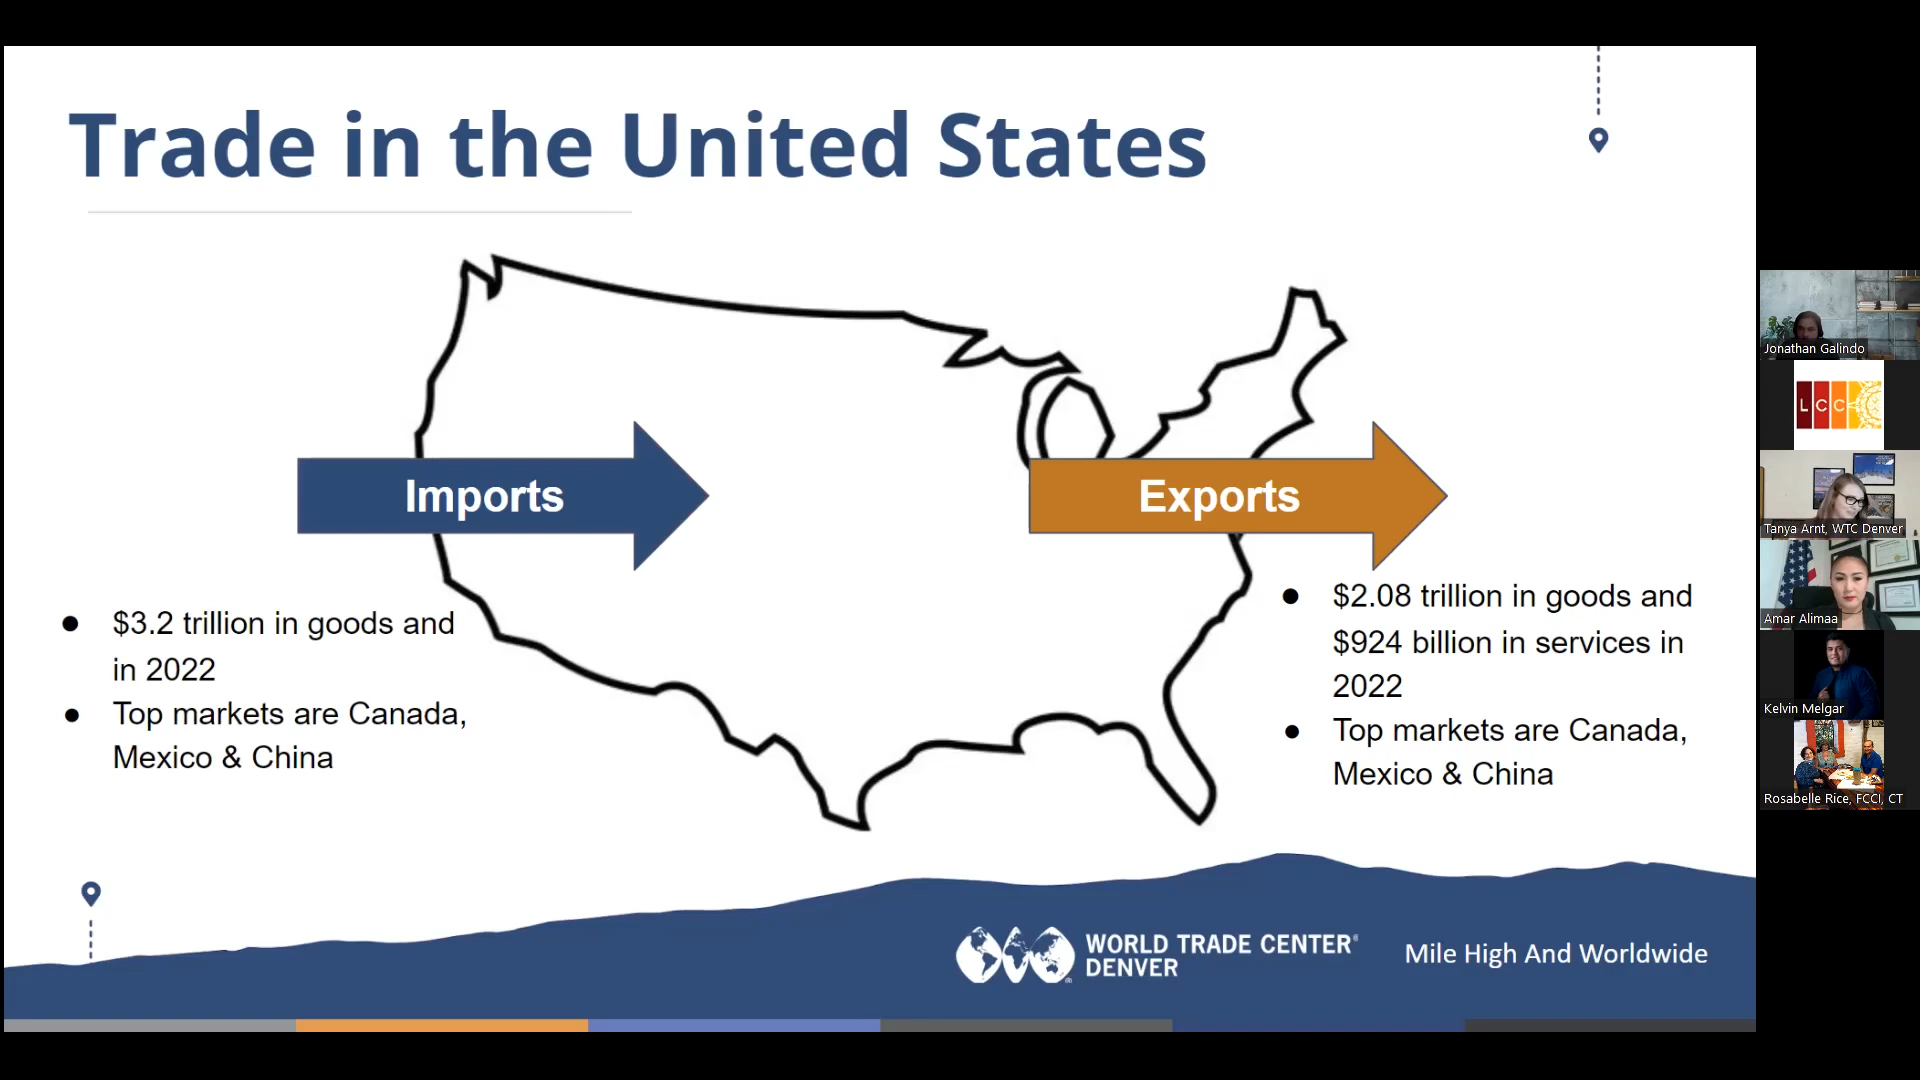 Trade in the United States
Imports
Exports
● $3.2 trillion in goods and
in 2022
● Top markets are Canada,
Mexico & China
● $2.08 trillion in goods and
$924 billion in services in
2022
● Top markets are Canada,
Mexico & China
WORLD TRADE CENTER®
DENVER
Mile High And Worldwide
Jonathan Galindo
LCC
Tanya Arnt, WTC Denver
Amar Alimaa
Kelvin Melgar
Rosabelle Rice, FCCI, CT